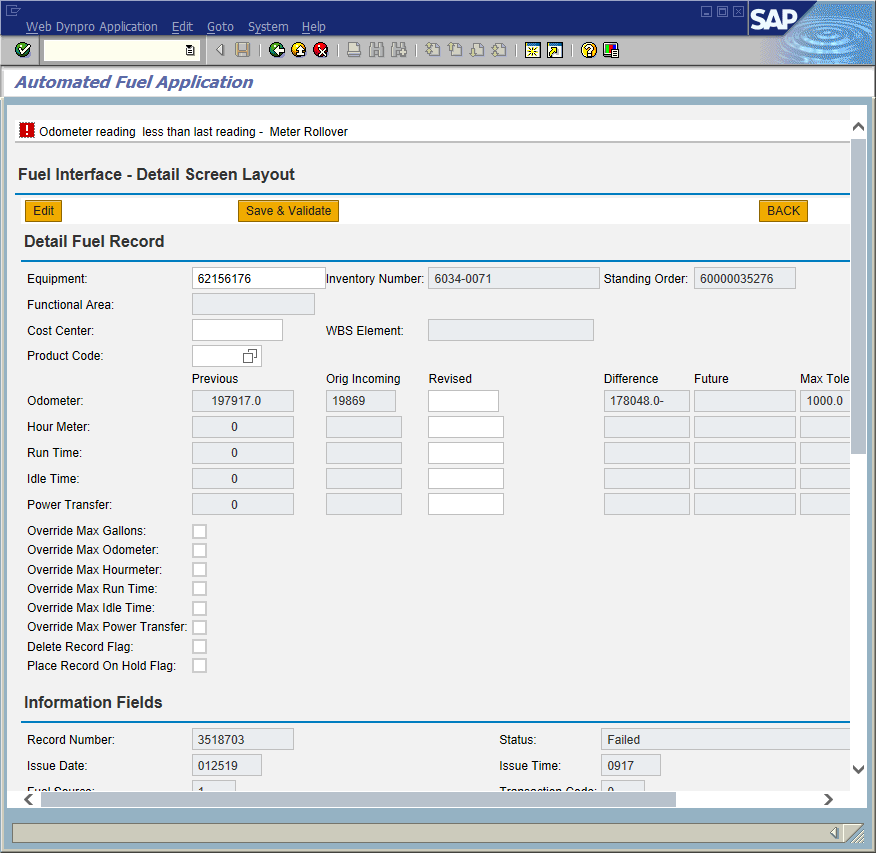 Web Dynpro Application Edit Goto System Help
SAP
Automated Fuel Application
Odometer reading less than last reading - Meter Rollover
Fuel Interface - Detail Screen Layout
Edit Save & Validate BACK
Detail Fuel Record
Equipment: 62156176 Inventory Number: 6034-0071 Standing Order: 60000035276
Functional Area:
Cost Center: WBS Element:
Product Code:
Previous Orig Incoming Revised Difference Future Max Tole
Odometer: 197917.0 19869 178048.0- 1000.0
Hour Meter: 0
Run Time: 0
Idle Time: 0
Power Transfer: 0
Override Max Gallons:
Override Max Odometer:
Override Max Hourmeter:
Override Max Run Time:
Override Max Idle Time:
Override Max Power Transfer:
Delete Record Flag:
Place Record On Hold Flag:
Information Fields
Record Number: 3518703 Status: Failed
Issue Date: 012519 Issue Time: 0917
Fuel Source: 1 Transaction Code: 0